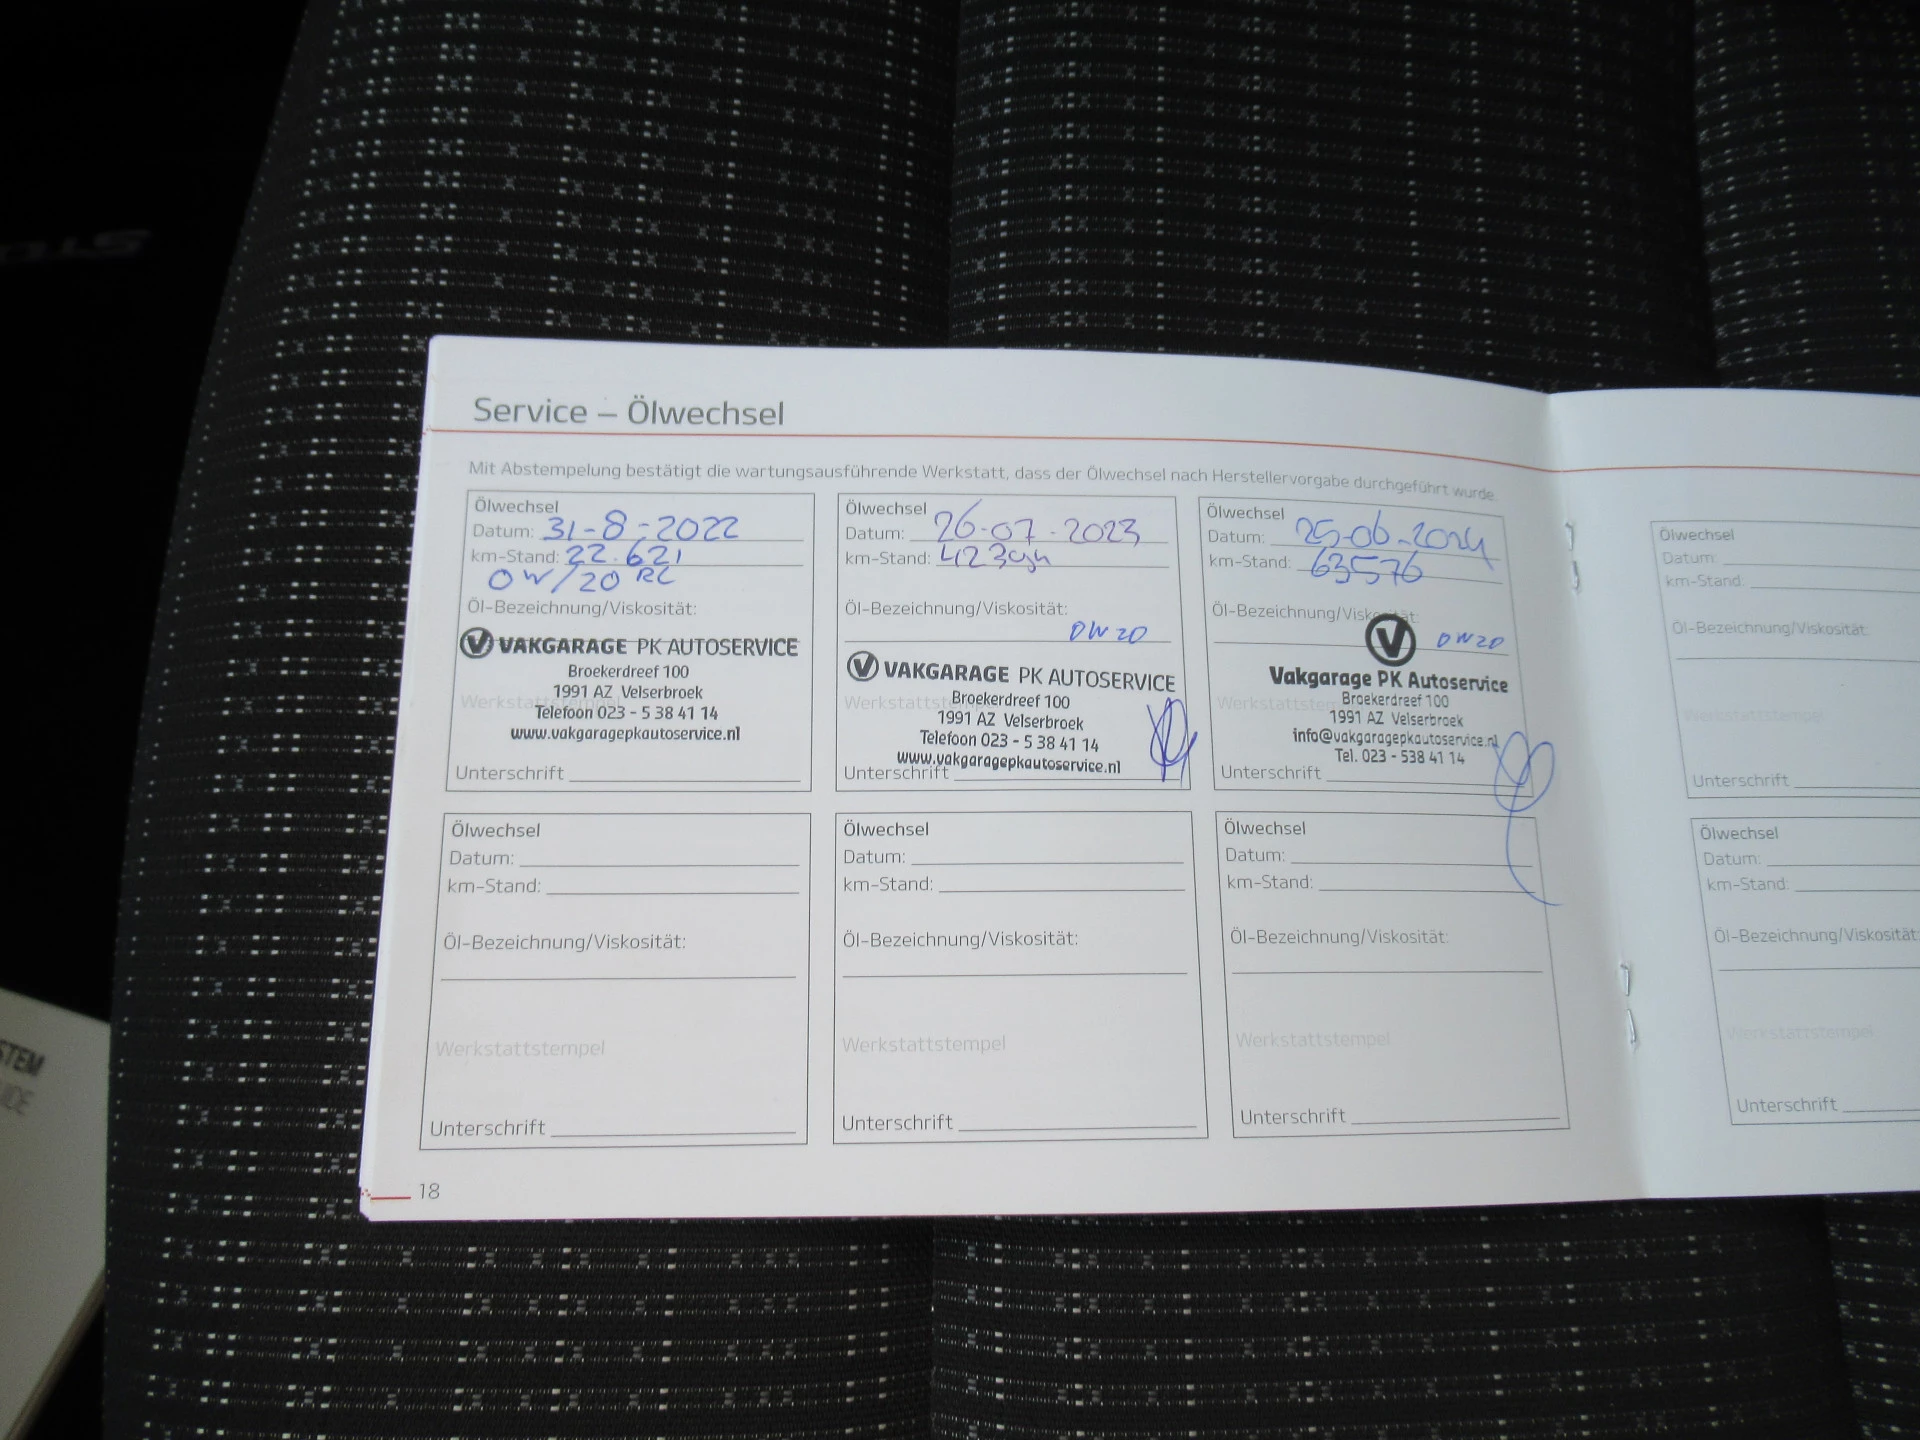 Service – Ölwechsel
Mit Abstempelung bestätigt die wartungsausführende Werkstatt, dass der Ölwechsel nach Herstellervorgabe durchgeführt wurde.
Ölwechsel
Datum: 31-8-2022
km-Stand: 22.621
0W/20 RC
Öl-Bezeichnung/Viskosität:
VAKGARAGE PK AUTOSERVICE
Broekerdreef 100
1991 AZ Velserbroek
Telefoon 023 - 5 38 41 14
www.vakgaragepkautoservice.nl
Unterschrift
Ölwechsel
Datum: 26-07-2023
km-Stand:
Öl-Bezeichnung/Viskosität:
0W20
VAKGARAGE PK AUTOSERVICE
Broekerdreef 100
1991 AZ Velserbroek
Telefoon 023 - 5 38 41 14
www.vakgaragepkautoservice.nl
Unterschrift
Ölwechsel
Datum: 25-06-2024
km-Stand: 63576
Öl-Bezeichnung/Viskosität:
0W20
Vakgarage PK Autoservice
Broekerdreef 100
1991 AZ Velserbroek
info@vakgaragepkautoservice.nl
Tel. 023 - 538 41 14
Unterschrift
Ölwechsel
Datum:
km-Stand:
Öl-Bezeichnung/Viskosität:
Werkstattstempel
Unterschrift
Ölwechsel
Datum:
km-Stand:
Öl-Bezeichnung/Viskosität:
Werkstattstempel
Unterschrift
Ölwechsel
Datum:
km-Stand:
Öl-Bezeichnung/Viskosität:
Werkstattstempel
Unterschrift
18
Ölwechsel
Datum:
km-Stand:
Öl-Bezeichnung/Viskosität:
Werkstattstempel
Unterschrift
Ölwechsel
Datum:
km-Stand:
Öl-Bezeichnung/Viskosität:
Werkstattstempel
Unterschrift